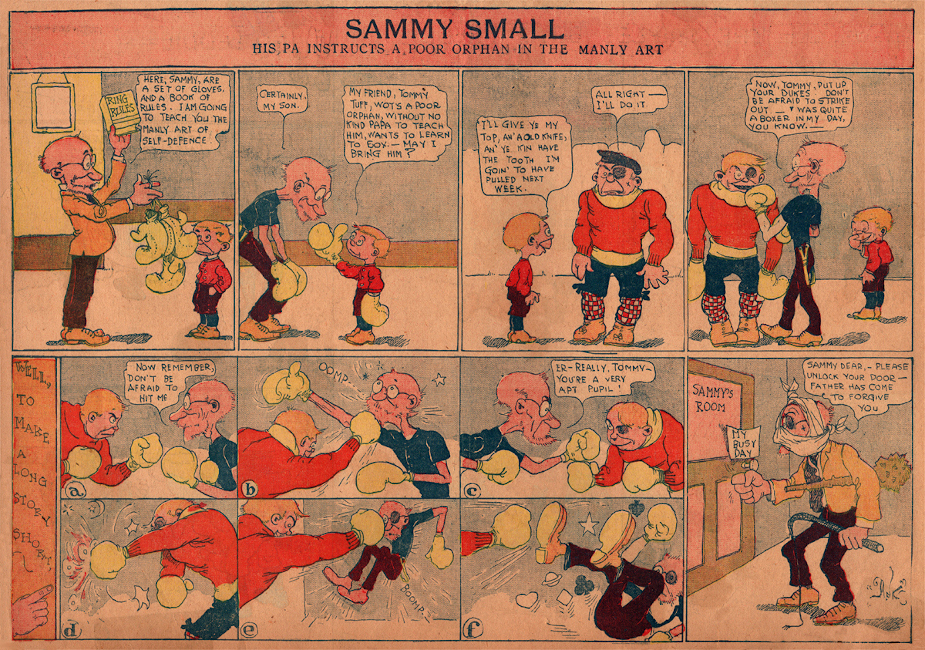 SAMMY SMALL
HIS PA INSTRUCTS A POOR ORPHAN IN THE MANLY ART
HERE, SAMMY, ARE
A SET OF GLOVES,
AND A BOOK OF
RULES. I AM GOING
TO TEACH YOU THE
MANLY ART OF
SELF-DEFENCE
RING
RULES
CERTAINLY,
MY SON.
MY FRIEND, TOMMY
TUFF, WOT'S A POOR
ORPHAN, WITHOUT NO
KIND PAPA TO TEACH
HIM, WANTS TO LEARN
TO BOX — MAY I
BRING HIM?
I'LL GIVE YE MY
TOP, AN' A OLD KNIFE,
AN' YE KIN HAVE
THE TOOTH I'M
GOIN' TO HAVE
PULLED NEXT
WEEK.
ALL RIGHT —
I'LL DO IT
NOW, TOMMY, PUT UP
YOUR DUKES. DON'T
BE AFRAID TO STRIKE
OUT — I WAS QUITE
A BOXER IN MY DAY,
YOU KNOW. —
WELL,
TO
MAKE
A
LONG
STORY
SHORT
NOW REMEMBER,
DON'T BE
AFRAID TO
HIT ME
a.
OOMP.
b
ER-REALLY, TOMMY—
YOU'RE A VERY
APT PUPIL!
c
d
OOOMP.
e
f
SAMMY DEAR, — PLEASE
UNLOCK YOUR DOOR —
FATHER HAS COME
TO FORGIVE
YOU
SAMMY'S
ROOM
MY
BUSY
DAY